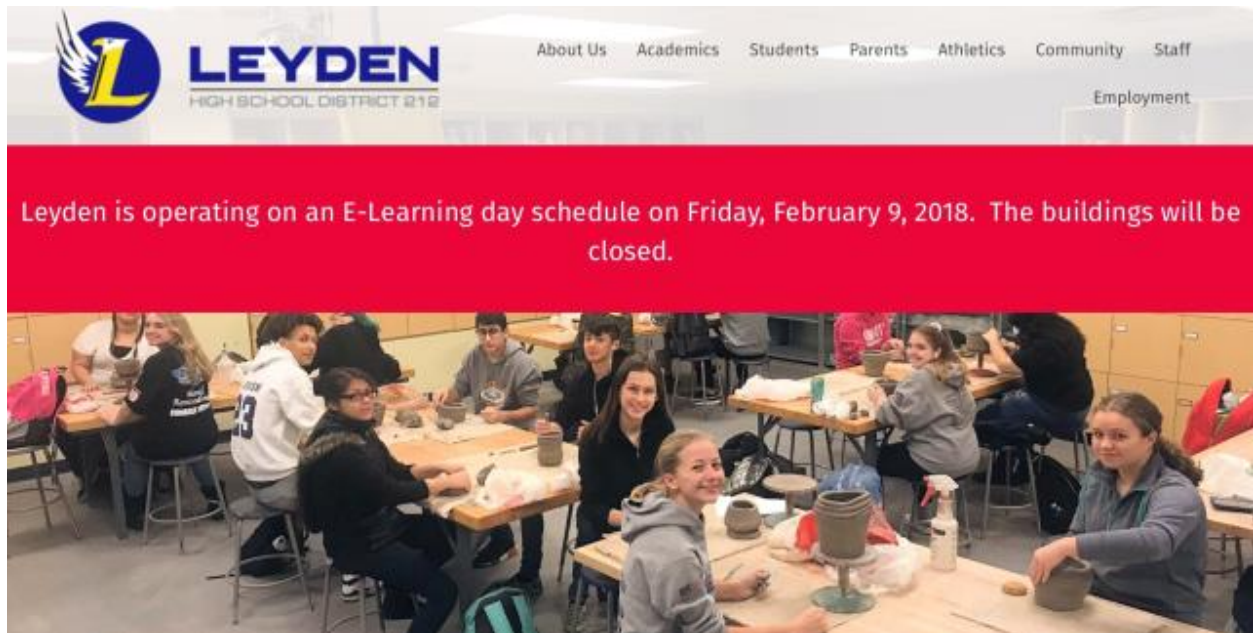 L
LEYDEN
HIGH SCHOOL DISTRICT 212
About Us Academics Students Parents Athletics Community Staff
Employment
Leyden is operating on an E-Learning day schedule on Friday, February 9, 2018. The buildings will be
closed.
23